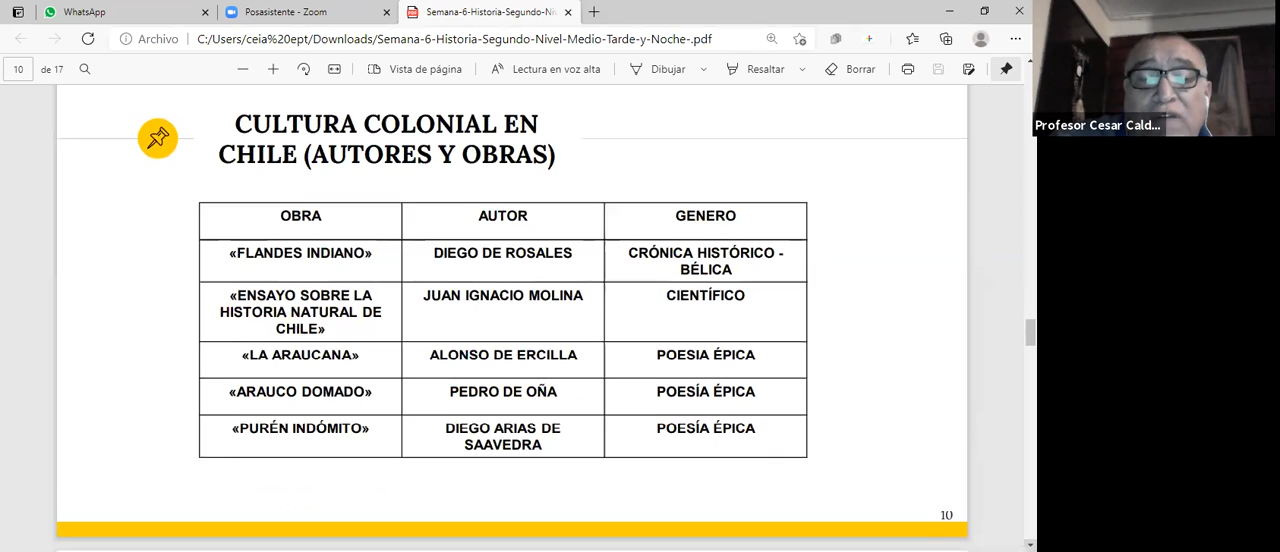 WhatsApp
Posasistente - Zoom
Semana-6-Historia-Segundo-Ni
Archivo
C:/Users/ceia%20ept/Downloads/Semana-6-Historia-Segundo-Nivel-Medio-Tarde-y-Noche-.pdf
10 de 17
Vista de página
Lectura en voz alta
Dibujar
Resaltar
Borrar
Profesor Cesar Cald...
CULTURA COLONIAL EN
CHILE (AUTORES Y OBRAS)
OBRA AUTOR GENERO
«FLANDES INDIANO» DIEGO DE ROSALES CRÓNICA HISTÓRICO -
BÉLICA
«ENSAYO SOBRE LA JUAN IGNACIO MOLINA CIENTÍFICO
HISTORIA NATURAL DE
CHILE»
«LA ARAUCANA» ALONSO DE ERCILLA POESIA ÉPICA
«ARAUCO DOMADO» PEDRO DE OÑA POESÍA ÉPICA
«PURÉN INDÓMITO» DIEGO ARIAS DE POESÍA ÉPICA
SAAVEDRA
10